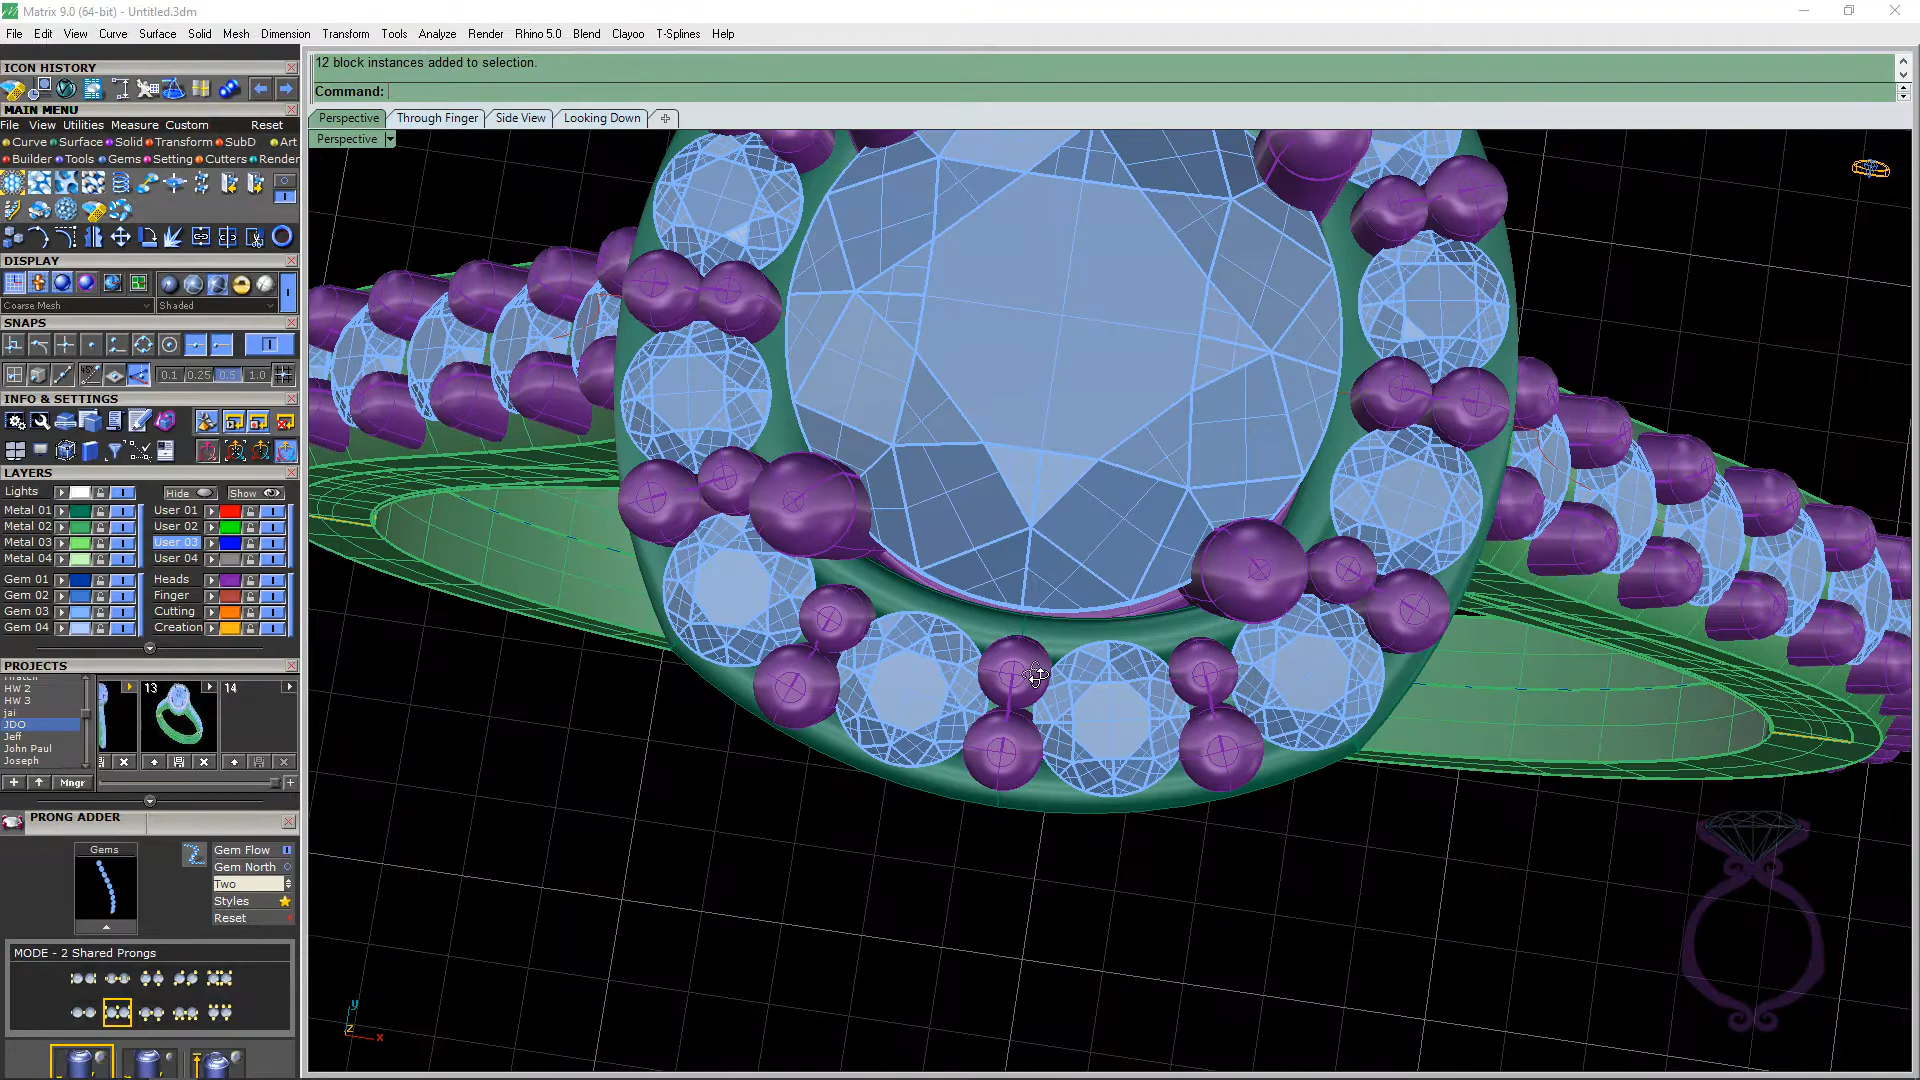 Matrix 9.0 (64-bit) - Untitled.3dm
File Edit View Curve Surface Solid Mesh Dimension Transform Tools Analyze Render Rhino 5.0 Blend Clayoo T-Splines Help
ICON HISTORY
12 block instances added to selection.
Command:
MAIN MENU
File View Utilities Measure Custom Reset
Perspective Through Finger Side View Looking Down
Perspective
Curve Surface Solid Transform SubD Art
Builder Tools Gems Setting Cutters Render
DISPLAY
Coarse Mesh Shaded
SNAPS
0.1 0.25 0.5 1.0
INFO & SETTINGS
LAYERS
Lights Hide Show
Metal 01 User 01
Metal 02 User 02
Metal 03 User 03
Metal 04 User 04
Gem 01 Heads
Gem 02 Finger
Gem 03 Cutting
Gem 04 Creation
PROJECTS
HW 2
HW 3
jai
JDO
Jeff
John Paul
Joseph
13 14
Mngr
PRONG ADDER
Gems
Gem Flow
Gem North
Two
Styles
Reset
MODE - 2 Shared Prongs
y
z
x